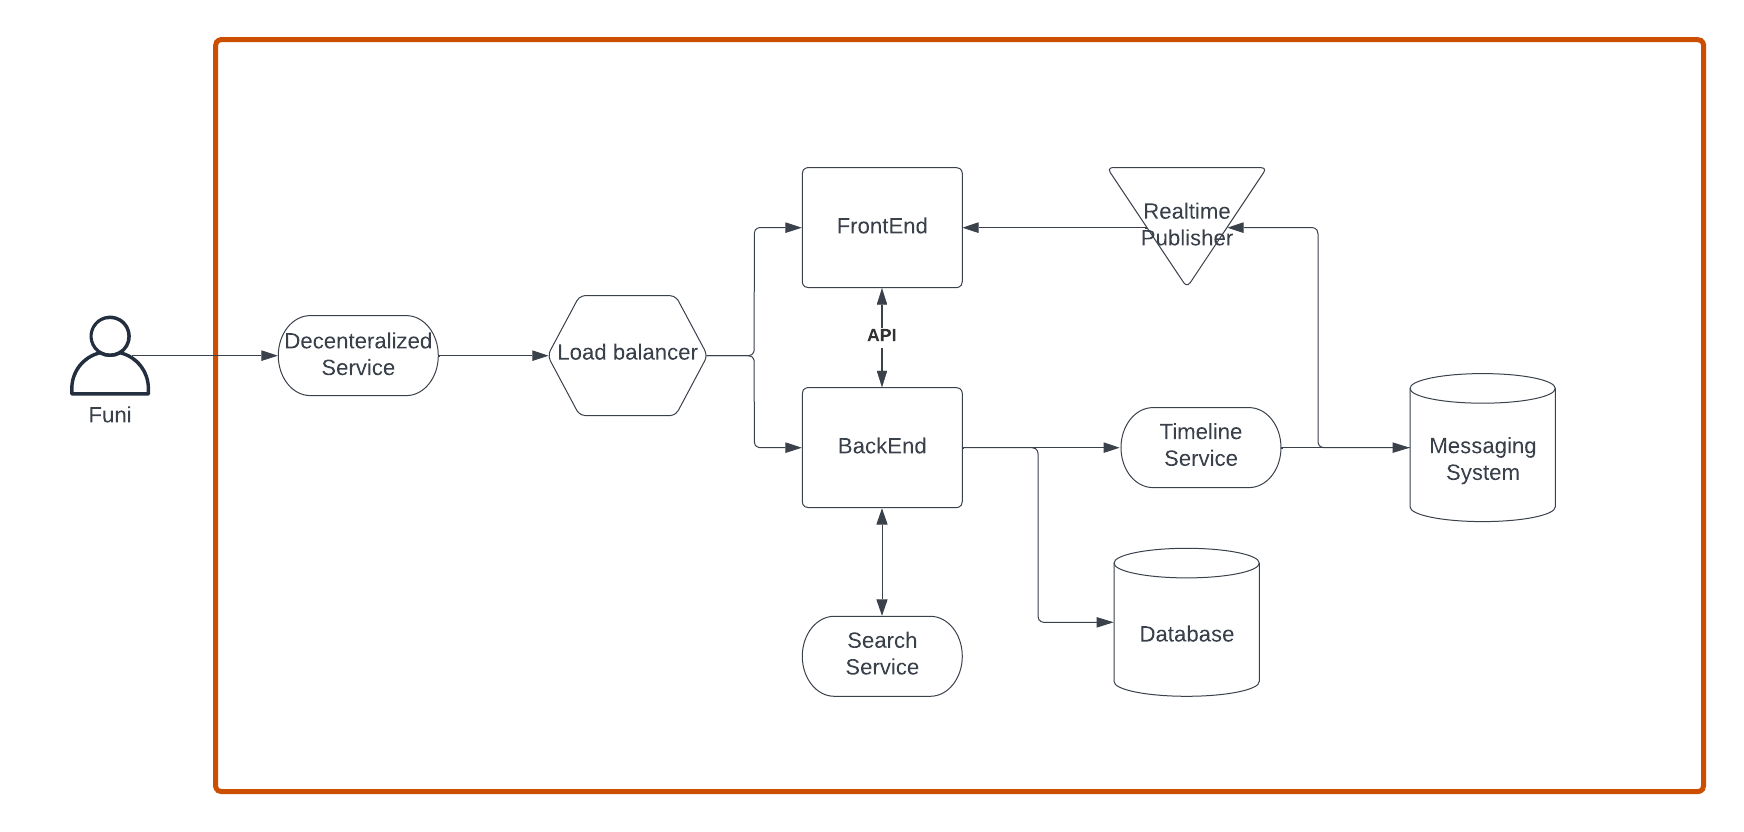 Funi
Decenteralized
Service
Load balancer
FrontEnd
API
BackEnd
Search
Service
Realtime
Publisher
Timeline
Service
Database
Messaging
System